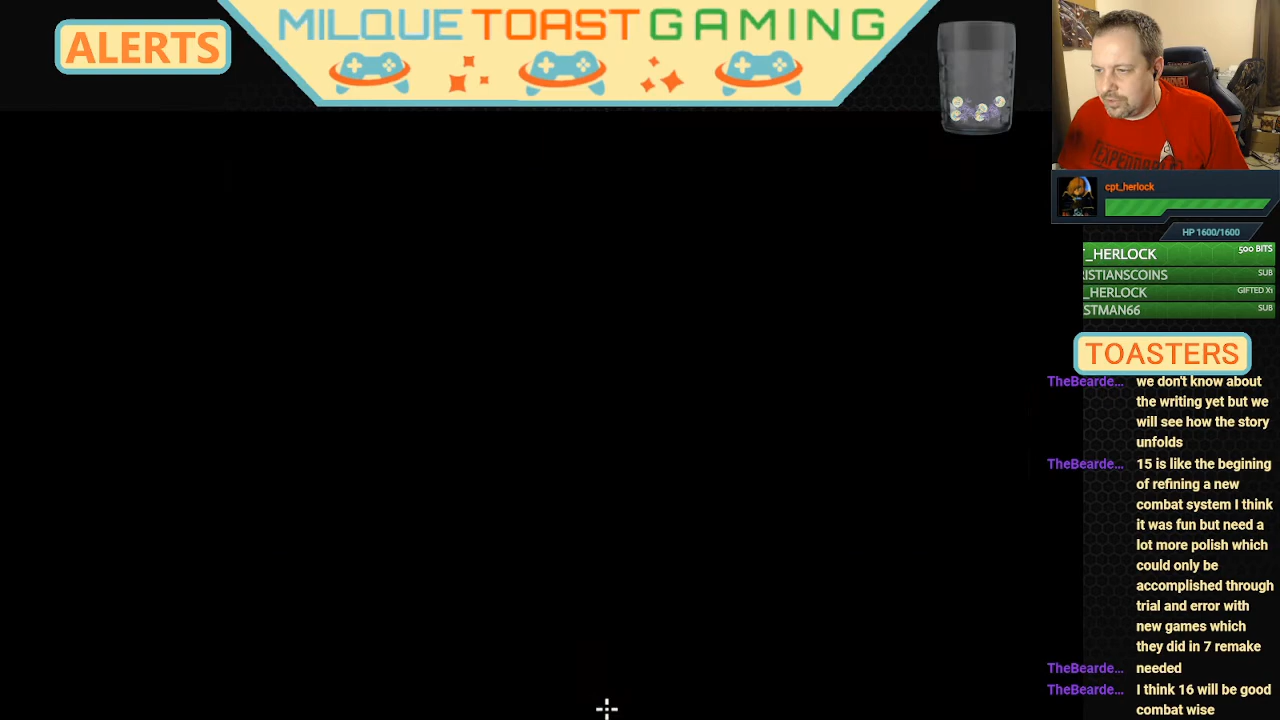 ALERTS
MILQUETOASTGAMING
EXPENDABLE
cpt_herlock
HP 1600/1600
_HERLOCK 500 BITS
RISTIANSCOINS SUB
_HERLOCK GIFTED X1
STMAN66 SUB
TOASTERS
TheBearde... we don't know about
the writing yet but we
will see how the story
unfolds
TheBearde... 15 is like the begining
of refining a new
combat system I think
it was fun but need a
lot more polish which
could only be
accomplished through
trial and error with
new games which
they did in 7 remake
TheBearde... needed
TheBearde... I think 16 will be good
combat wise